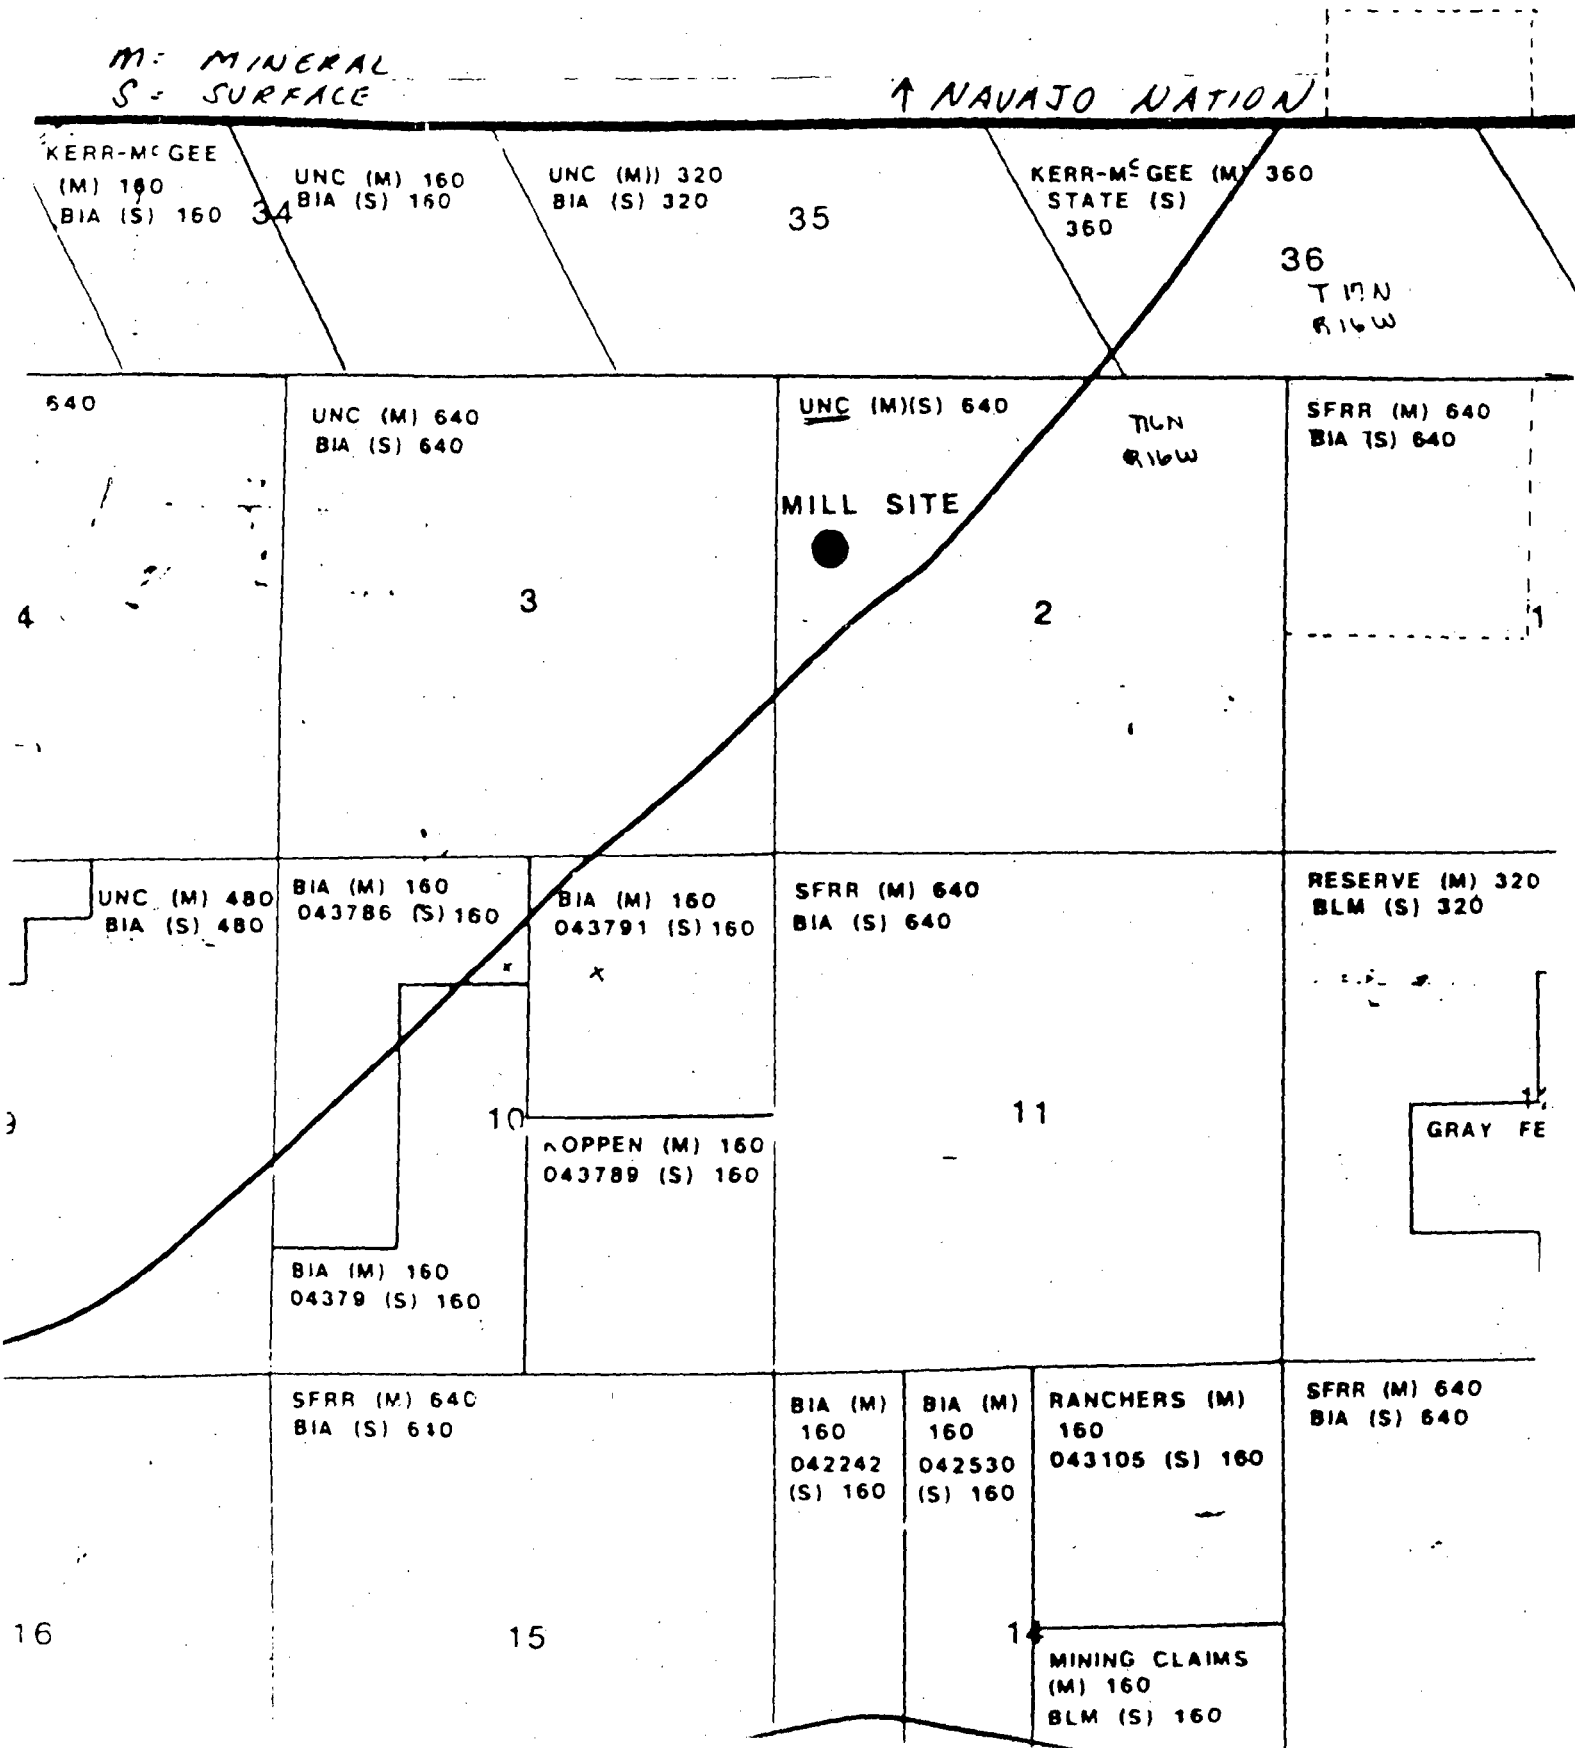 M= MINERAL
S= SURFACE
↑ NAVAJO NATION
KERR-McGEE
(M) 160
BIA (S) 160
34
UNC (M) 160
BIA (S) 160
UNC (M)) 320
BIA (S) 320
35
KERR-McGEE (M) 360
STATE (S)
360
36
T 17 N
R 16 W
640
UNC (M) 640
BIA (S) 640
UNC (M)(S) 640
T16N
R16W
SFRR (M) 640
BIA (S) 640
MILL SITE
4
3
2
1
UNC (M) 480
BIA (S) 480
BIA (M) 160
043786 (S) 160
BIA (M) 160
043791 (S) 160
SFRR (M) 640
BIA (S) 640
RESERVE (M) 320
BLM (S) 320
x
x
9
10
11
GRAY FE
OPPEN (M) 160
043789 (S) 160
BIA (M) 160
04379 (S) 160
SFRR (M) 640
BIA (S) 640
BIA (M)
160
042242
(S) 160
BIA (M)
160
042530
(S) 160
RANCHERS (M)
160
043105 (S) 160
SFRR (M) 640
BIA (S) 640
16
15
14
MINING CLAIMS
(M) 160
BLM (S) 160